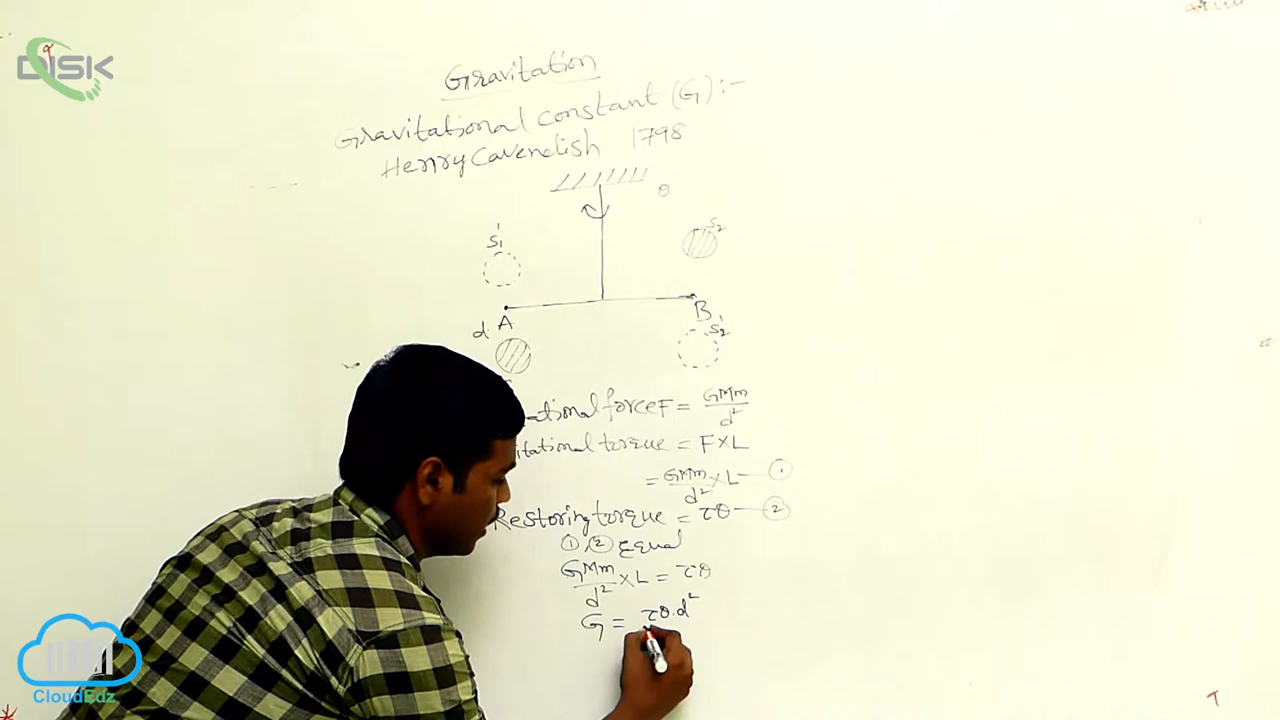 DISK
Gravitation
Gravitational constant (G) :-
Henry Cavendish 1798
θ
S₁'
S₂
A
B
d
S₂'
ational force F = GMm/d²
itational torque = F×L
= GMm/d² × L — ①
Restoring torque = τθ — ②
① , ② equal
GMm/d² × L = τθ
G = τθ.d²
CloudEdz